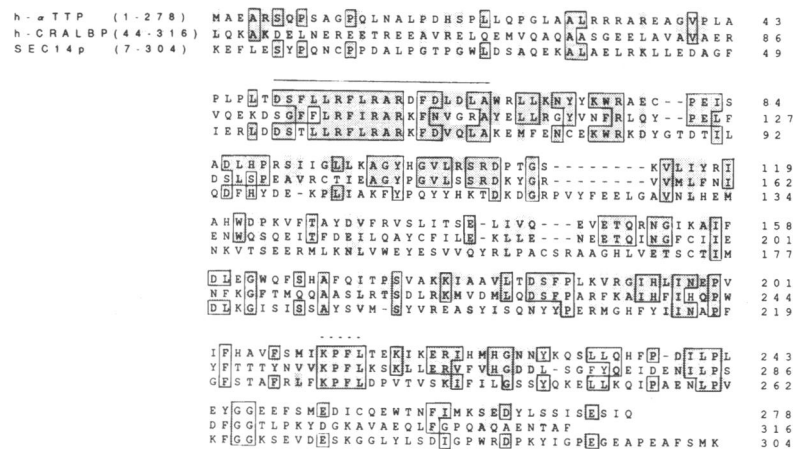 h-αTTP (1-278) MAEARSQPSAGPQLNALPDHSPLLQPGLAALRRRAREAGVPLA 43
h-CRALBP(44-316) LQKAKDELNEREETREEAVRELQEMVQAQAASGEELAVAVAER 86
SEC14p (7-304) KEFLESYPQNCPPDALPGTPGWLDSAQEKALAELRKLLEDAGF 49
PLPLTDSFLLRFLRARDFDLDLAWRLLKNYYKWRAEC--PEIS 84
VQEKDSGFFLRFIRARKFNVGRAYELLRGYVNFRLQY--PELF 127
IERLDDSTLLRFLRARKFDVQLAKEMFENCEKWRKDYGTDTIL 92
ADLHPRSIIGLLKAGYHGVLRSRDPTGS--------KVLIYRI 119
DSLSPEAVRCTIEAGYPGVLSSRDKYGR--------VVMLFNI 162
QDFHYDE-KPLIAKFYPQYYHKTDKDGRPVYFEELGAVNLHEM 134
AHWDPKVFTAYDVFRVSLITSE-LIVQ---EVETQRNGIKAIF 158
ENWQSQEITFDEILQAYCFILE-KLLE---NEETQINGFCIIE 201
NKVTSEERMLKNLVWEYESVVQYRLPACSRAAGHLVETSCTIM 177
DLEGWQFSHAFQITPSVAKKIAAVLTDSFPLKVRGIHLINEPV 201
NFKGFTMQQAASLRTSDLRKMVDMLQDSFPARFKAIHFIHQPW 244
DLKGISISSAYSVM-SYVREASYISQNYYPERMGHFYIINAPF 219
IFHAVFSMIKPFLTEKIKERIHMHGNNYKQSLLQHFP-DILPL 243
YFTTTYNVVKPFLKSKLLERVFVHGDDL-SGFYQEIDENILPS 286
GFSTAFRLFKPFLDPVTVSKIFILGSSYQKELLKQIPAENLPV 262
EYGGEEFSMEDICQEWTNFIMKSEDYLSSISESIQ 278
DFGGTLPKYDGKAVAEQLFGPQAQAENTAF 316
KFGGKSEVDESKGGLYLSDIGPWRDPKYIGPEGEAPEAFSMK 304